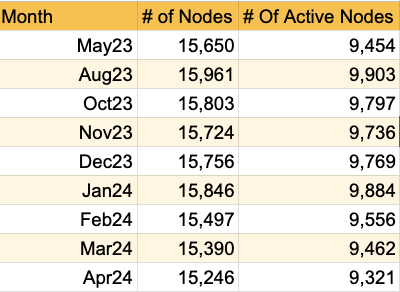 Month # of Nodes # Of Active Nodes
May23 15,650 9,454
Aug23 15,961 9,903
Oct23 15,803 9,797
Nov23 15,724 9,736
Dec23 15,756 9,769
Jan24 15,846 9,884
Feb24 15,497 9,556
Mar24 15,390 9,462
Apr24 15,246 9,321